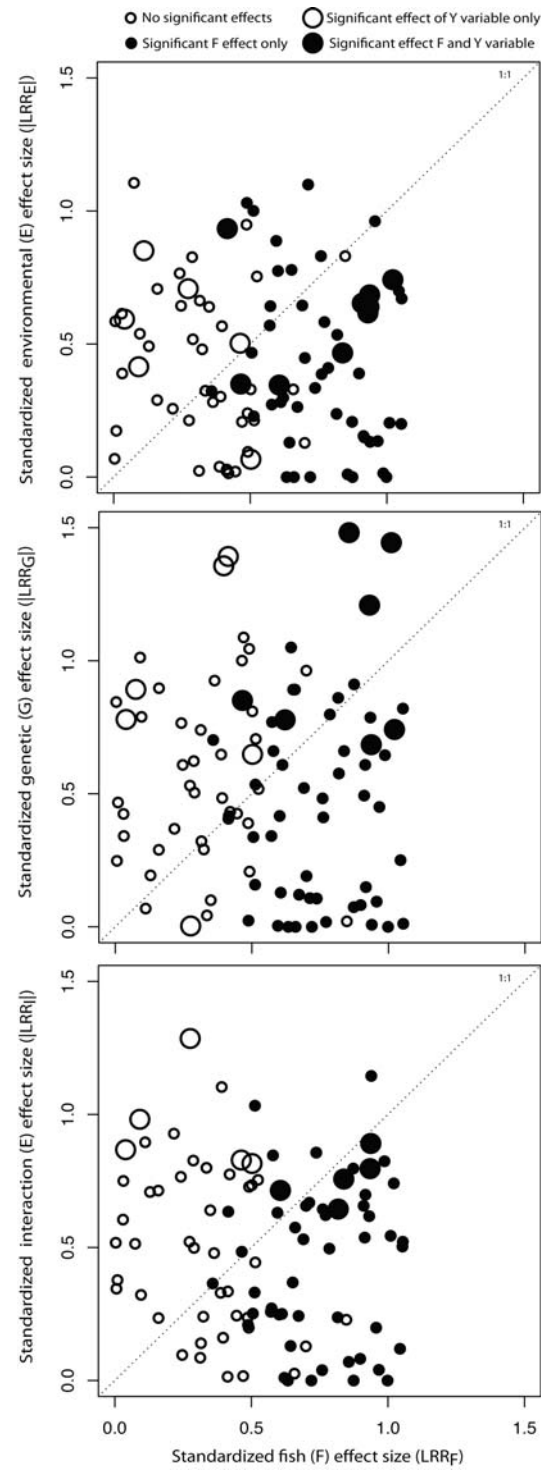 No significant effects
Significant effect of Y variable only
Significant F effect only
Significant effect F and Y variable
Standardized environmental (E) effect size (|LRRE|)
1.5
1.0
0.5
0.0
1:1
Standardized genetic (G) effect size (|LRRG|)
1.5
1.0
0.5
0.0
1:1
Standardized interaction (E) effect size (|LRRI|)
1.5
1.0
0.5
0.0
1:1
0.0 0.5 1.0 1.5
Standardized fish (F) effect size (LRRF)